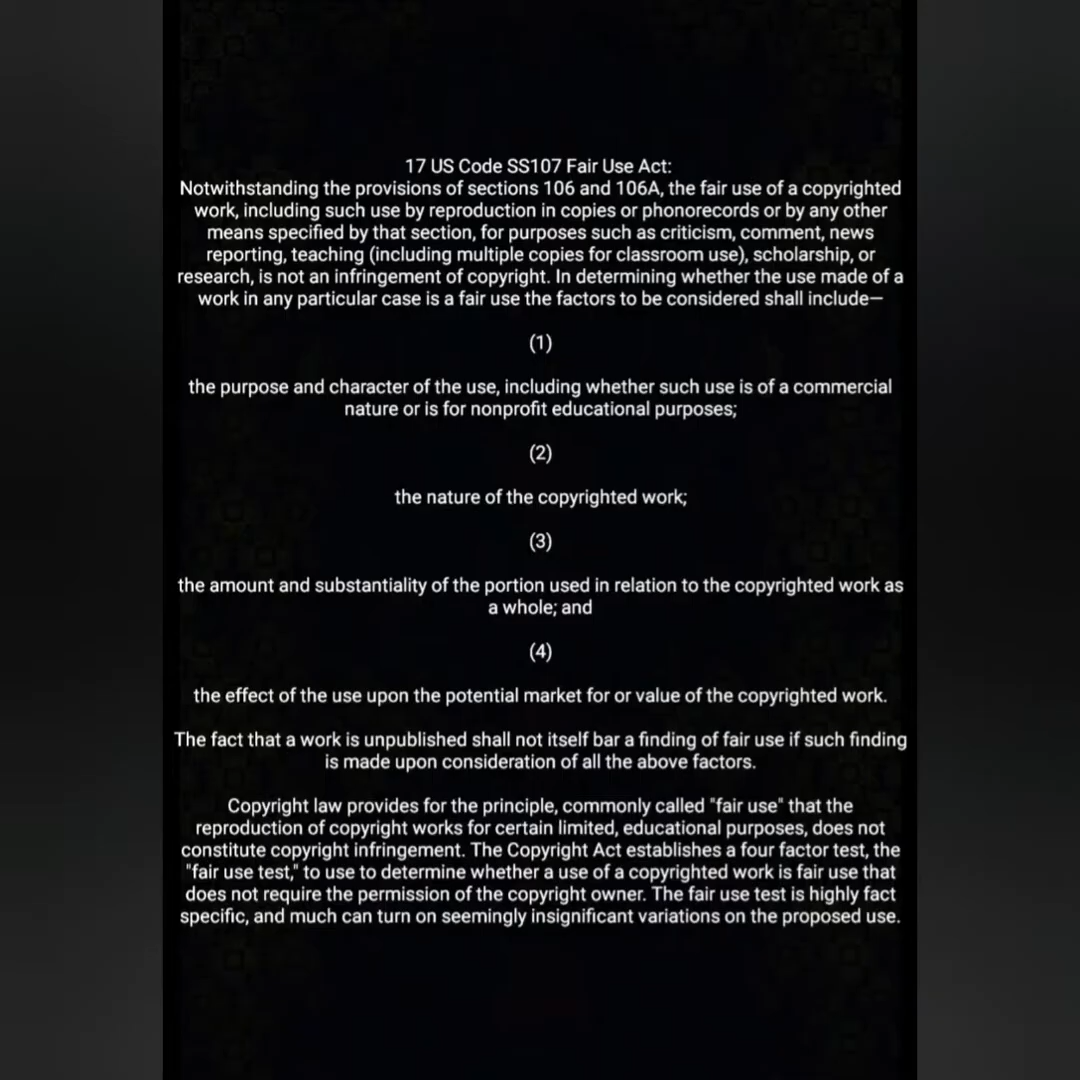 17 US Code SS107 Fair Use Act:
Notwithstanding the provisions of sections 106 and 106A, the fair use of a copyrighted
work, including such use by reproduction in copies or phonorecords or by any other
means specified by that section, for purposes such as criticism, comment, news
reporting, teaching (including multiple copies for classroom use), scholarship, or
research, is not an infringement of copyright. In determining whether the use made of a
work in any particular case is a fair use the factors to be considered shall include—
(1)
the purpose and character of the use, including whether such use is of a commercial
nature or is for nonprofit educational purposes;
(2)
the nature of the copyrighted work;
(3)
the amount and substantiality of the portion used in relation to the copyrighted work as
a whole; and
(4)
the effect of the use upon the potential market for or value of the copyrighted work.
The fact that a work is unpublished shall not itself bar a finding of fair use if such finding
is made upon consideration of all the above factors.
Copyright law provides for the principle, commonly called "fair use" that the
reproduction of copyright works for certain limited, educational purposes, does not
constitute copyright infringement. The Copyright Act establishes a four factor test, the
"fair use test," to use to determine whether a use of a copyrighted work is fair use that
does not require the permission of the copyright owner. The fair use test is highly fact
specific, and much can turn on seemingly insignificant variations on the proposed use.